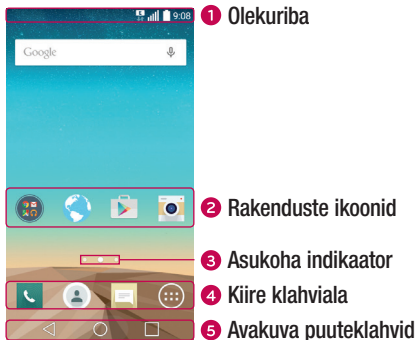 9:08
1 Olekuriba
Google
2 Rakenduste ikoonid
3 Asukoha indikaator
4 Kiire klahviala
5 Avakuva puuteklahvid